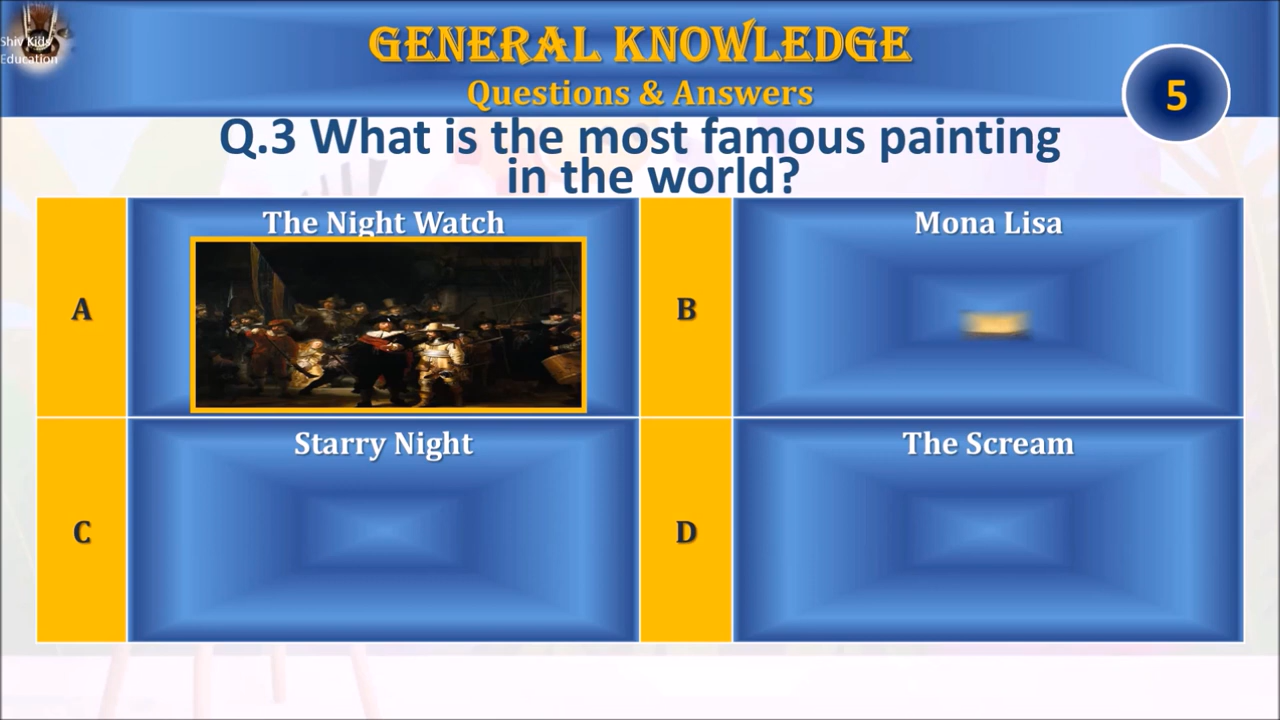 Shiv Kids
Education
GENERAL KNOWLEDGE
Questions & Answers
5
Q.3 What is the most famous painting
in the world?
A
The Night Watch
B
Mona Lisa
C
Starry Night
D
The Scream